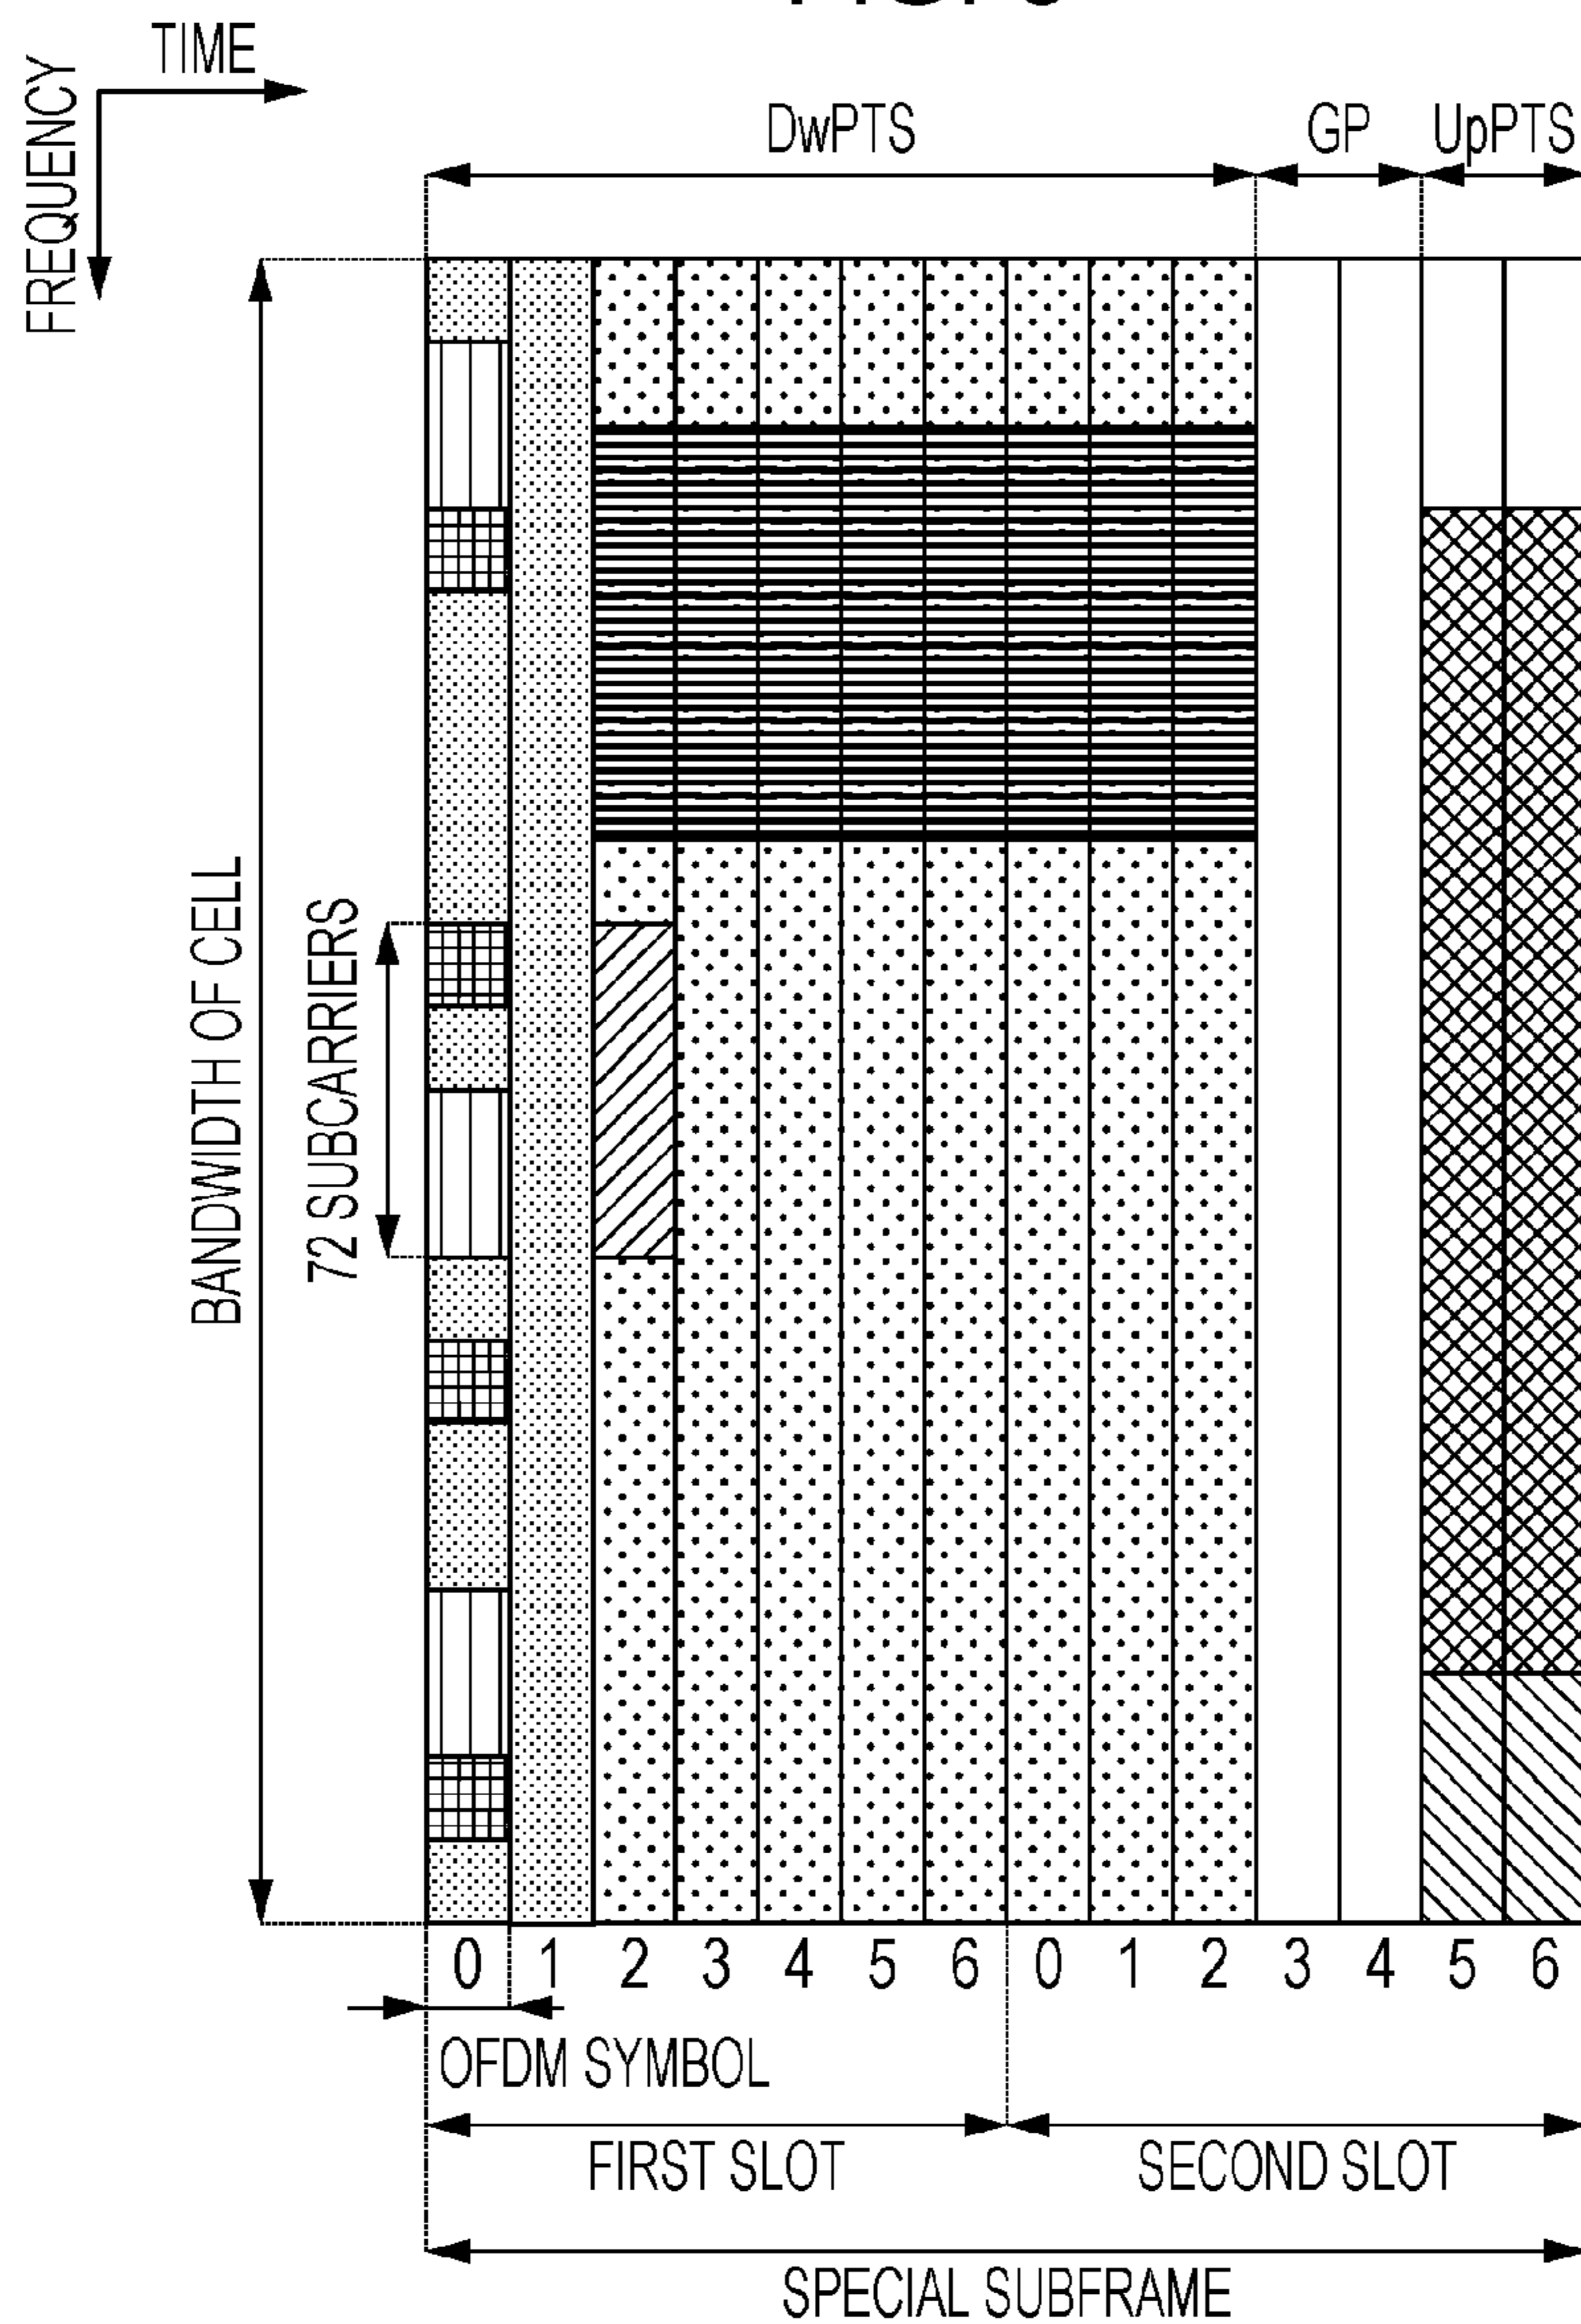 TIME
FREQUENCY
DwPTS
GP
UpPTS
BANDWIDTH OF CELL
72 SUBCARRIERS
0 1 2 3 4 5 6 0 1 2 3 4 5 6
OFDM SYMBOL
FIRST SLOT
SECOND SLOT
SPECIAL SUBFRAME